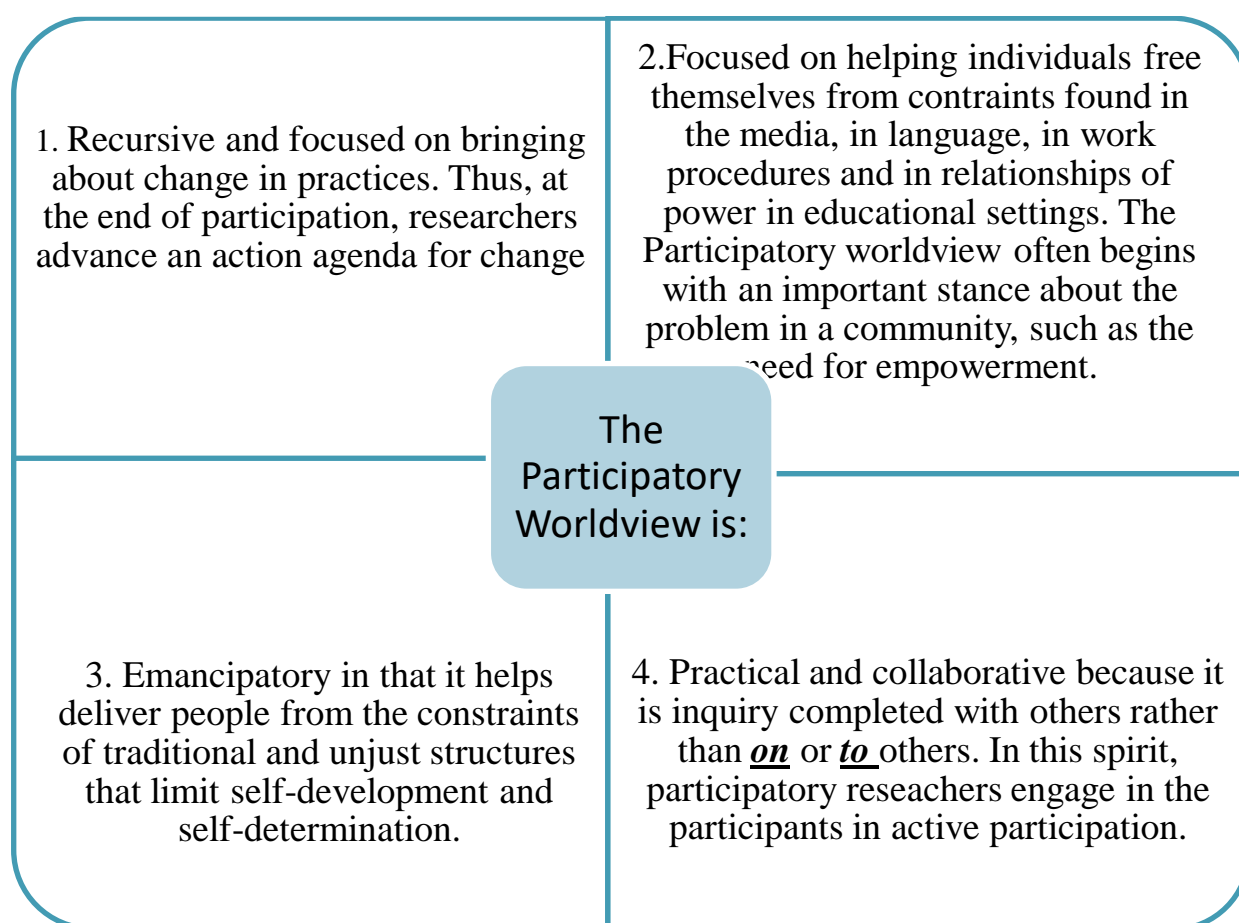 1. Recursive and focused on bringing
about change in practices. Thus, at
the end of participation, researchers
advance an action agenda for change
2.Focused on helping individuals free
themselves from contraints found in
the media, in language, in work
procedures and in relationships of
power in educational settings. The
Participatory worldview often begins
with an important stance about the
problem in a community, such as the
need for empowerment.
The
Participatory
Worldview is:
3. Emancipatory in that it helps
deliver people from the constraints
of traditional and unjust structures
that limit self-development and
self-determination.
4. Practical and collaborative because it
is inquiry completed with others rather
than on or to others. In this spirit,
participatory reseachers engage in the
participants in active participation.